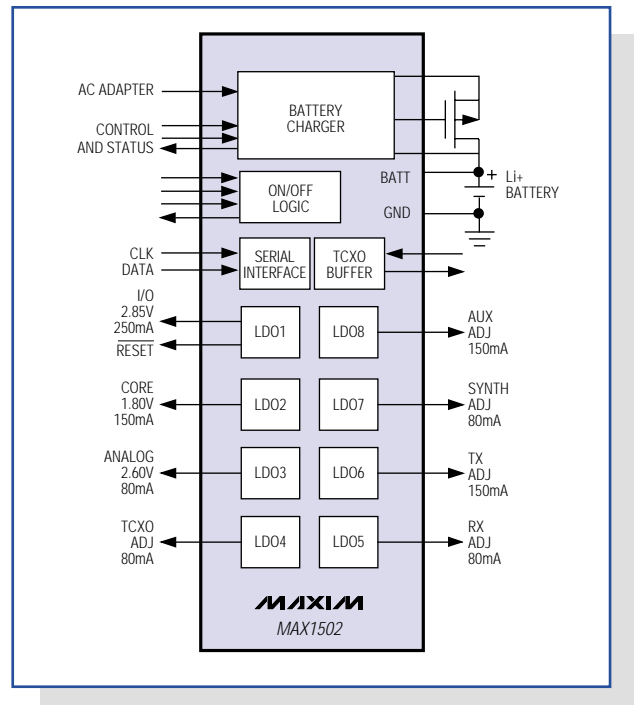 AC ADAPTER
CONTROL
AND STATUS
BATTERY
CHARGER
ON/OFF
LOGIC
BATT
GND
+ Li+
BATTERY
CLK
DATA
SERIAL
INTERFACE
TCXO
BUFFER
I/O
2.85V
250mA
RESET
LDO1
LDO8
AUX
ADJ
150mA
CORE
1.80V
150mA
LDO2
LDO7
SYNTH
ADJ
80mA
ANALOG
2.60V
80mA
LDO3
LDO6
TX
ADJ
150mA
TCXO
ADJ
80mA
LDO4
LDO5
RX
ADJ
80mA
MAXIM
MAX1502